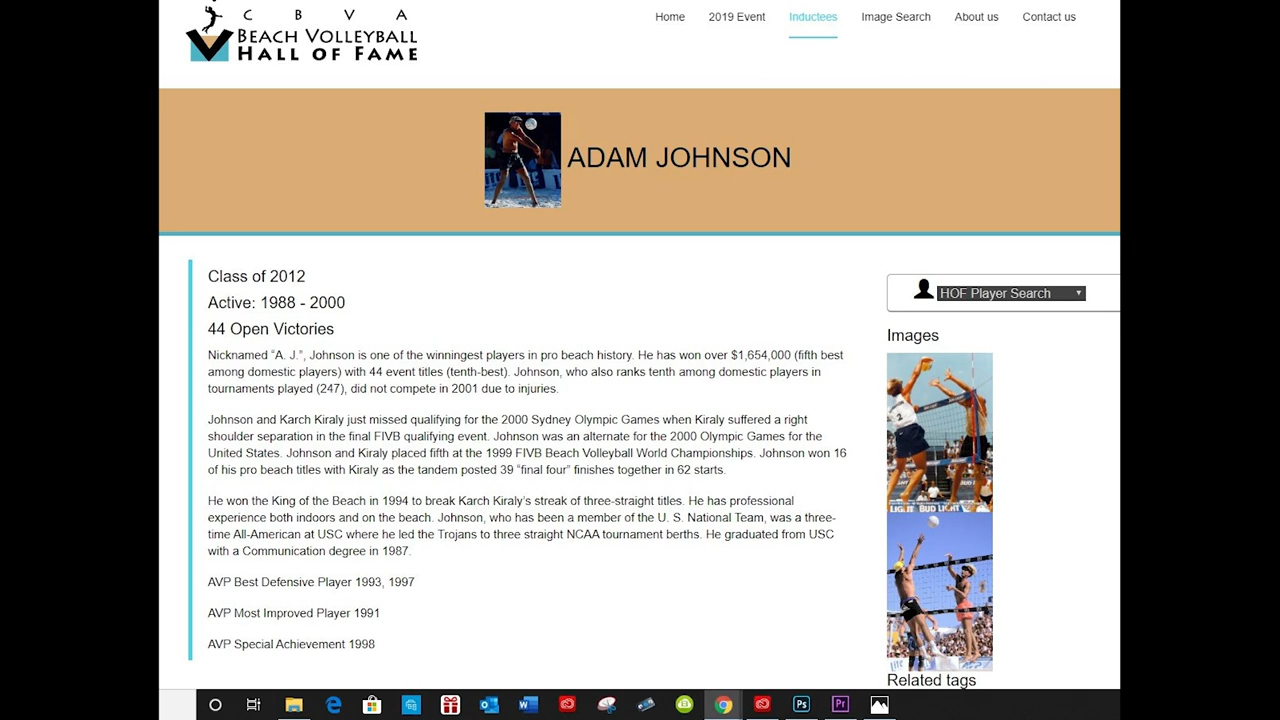 C B V A
BEACH VOLLEYBALL
HALL OF FAME
Home 2019 Event Inductees Image Search About us Contact us
ADAM JOHNSON
Class of 2012
Active: 1988 - 2000
44 Open Victories
Nicknamed “A. J.”, Johnson is one of the winningest players in pro beach history. He has won over $1,654,000 (fifth best
among domestic players) with 44 event titles (tenth-best). Johnson, who also ranks tenth among domestic players in
tournaments played (247), did not compete in 2001 due to injuries.
Johnson and Karch Kiraly just missed qualifying for the 2000 Sydney Olympic Games when Kiraly suffered a right
shoulder separation in the final FIVB qualifying event. Johnson was an alternate for the 2000 Olympic Games for the
United States. Johnson and Kiraly placed fifth at the 1999 FIVB Beach Volleyball World Championships. Johnson won 16
of his pro beach titles with Kiraly as the tandem posted 39 “final four” finishes together in 62 starts.
He won the King of the Beach in 1994 to break Karch Kiraly’s streak of three-straight titles. He has professional
experience both indoors and on the beach. Johnson, who has been a member of the U. S. National Team, was a three-
time All-American at USC where he led the Trojans to three straight NCAA tournament berths. He graduated from USC
with a Communication degree in 1987.
AVP Best Defensive Player 1993, 1997
AVP Most Improved Player 1991
AVP Special Achievement 1998
HOF Player Search
Images
BUD LIGHT
Related tags
Ps
Pr